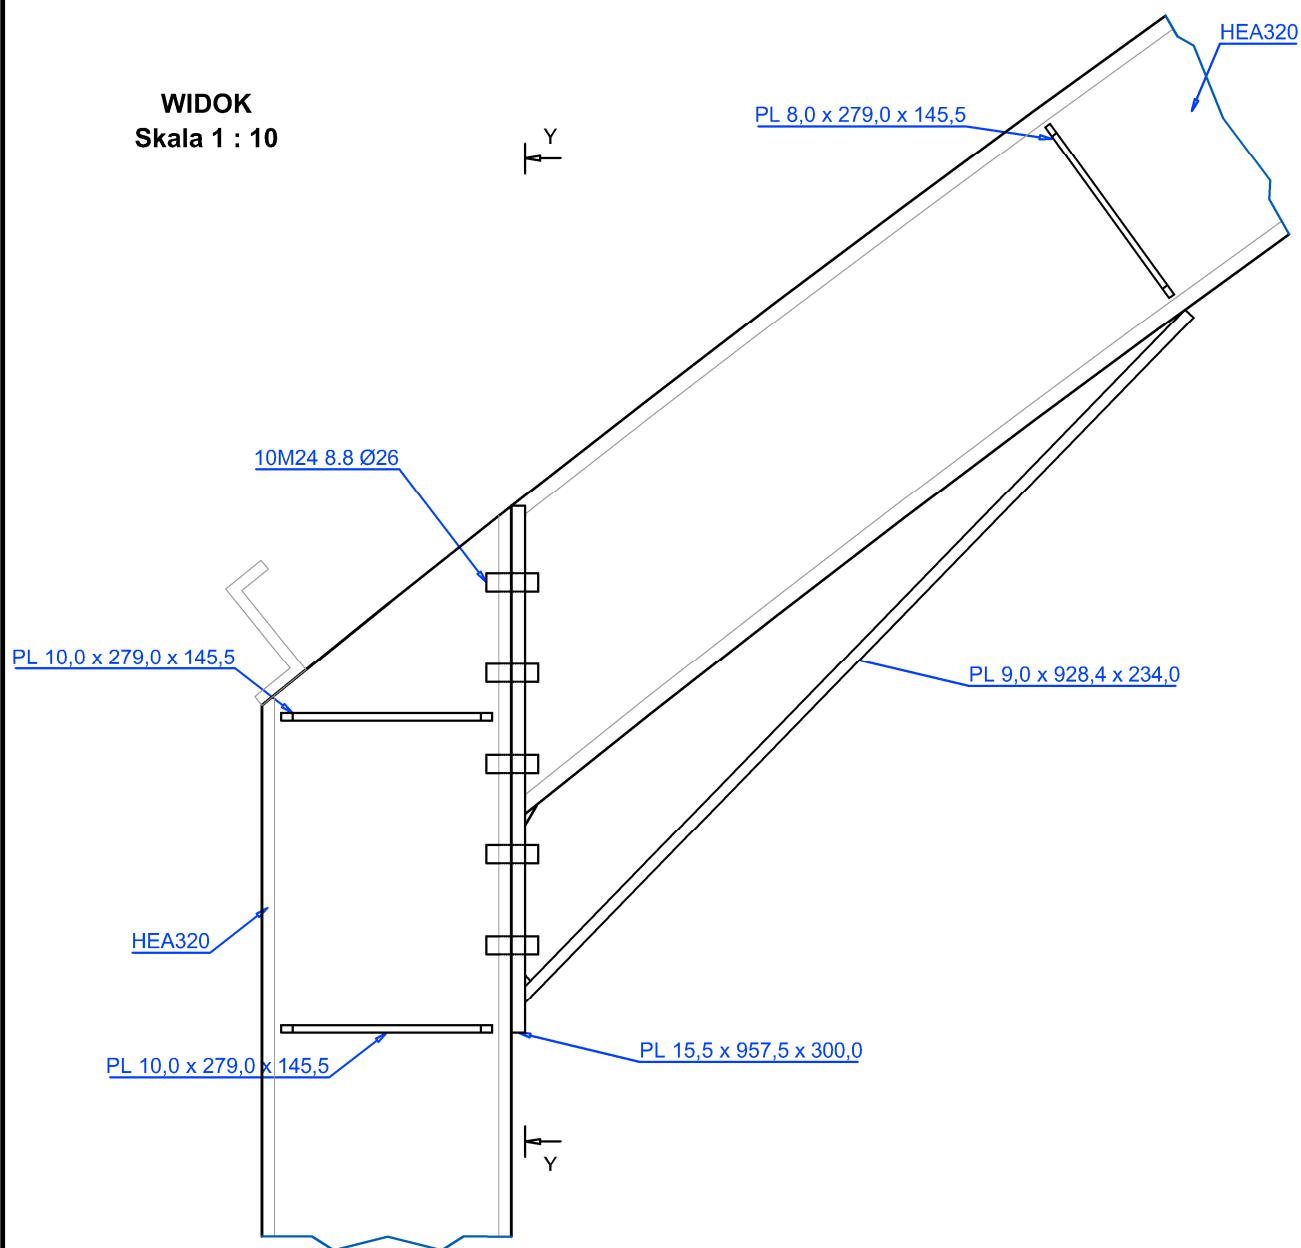 HEA320
WIDOK
Skala 1 : 10
PL 8,0 x 279,0 x 145,5
Y
10M24 8.8 Ø26
PL 10,0 x 279,0 x 145,5
PL 9,0 x 928,4 x 234,0
HEA320
PL 15,5 x 957,5 x 300,0
PL 10,0 x 279,0 x 145,5
Y